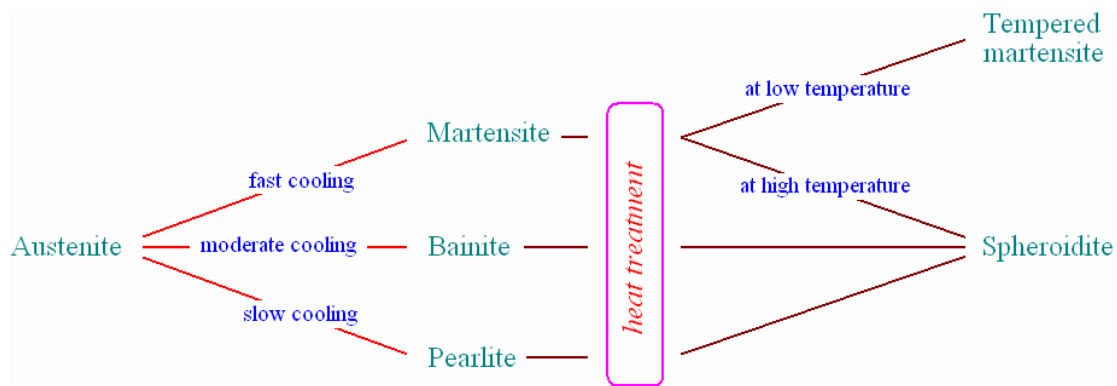 Tempered
martensite
at low temperature
Martensite
fast cooling
at high temperature
heat treatment
Austenite
moderate cooling
Bainite
Spheroidite
slow cooling
Pearlite